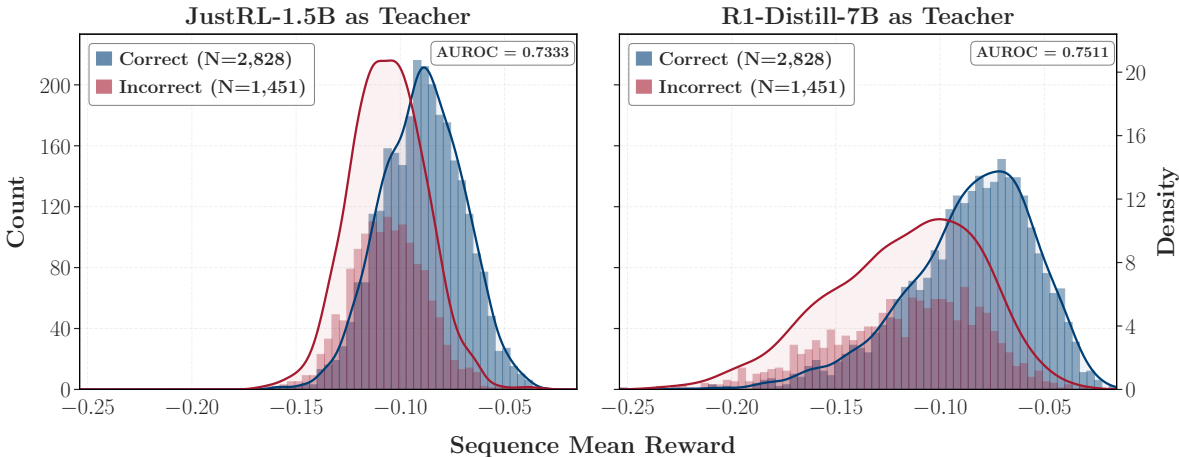 JustRL-1.5B as Teacher
Correct (N=2,828)
Incorrect (N=1,451)
AUROC = 0.7333
200
160
120
80
40
0
Count
−0.25
−0.20
−0.15
−0.10
−0.05
R1-Distill-7B as Teacher
Correct (N=2,828)
Incorrect (N=1,451)
AUROC = 0.7511
20
16
12
8
4
0
Density
−0.25
−0.20
−0.15
−0.10
−0.05
Sequence Mean Reward